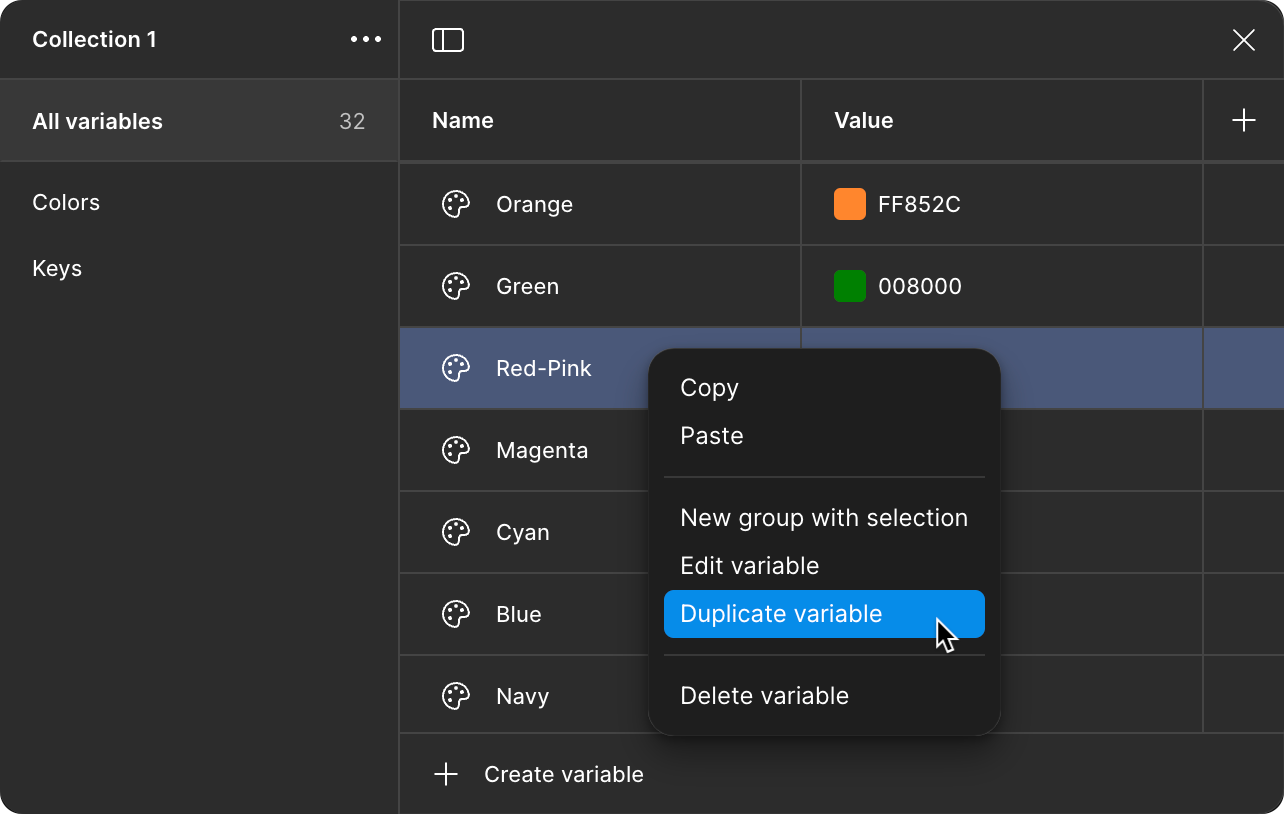 Collection 1
All variables 32
Colors
Keys
Name Value
Orange FF852C
Green 008000
Red-Pink
Magenta
Cyan
Blue
Navy
Create variable
Copy
Paste
New group with selection
Edit variable
Duplicate variable
Delete variable